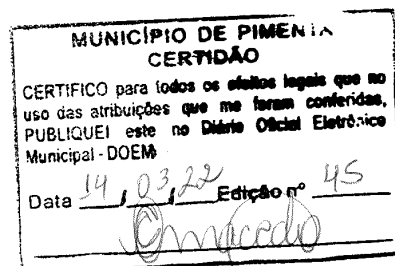 MUNICÍPIO DE PIMENTA
CERTIDÃO
CERTIFICO para todos os efeitos legais que no
uso das atribuições que me foram conferidas,
PUBLIQUEI este no Diário Oficial Eletrônico
Municipal - DOEM
Data 14, 03, 22 Edição nº 45